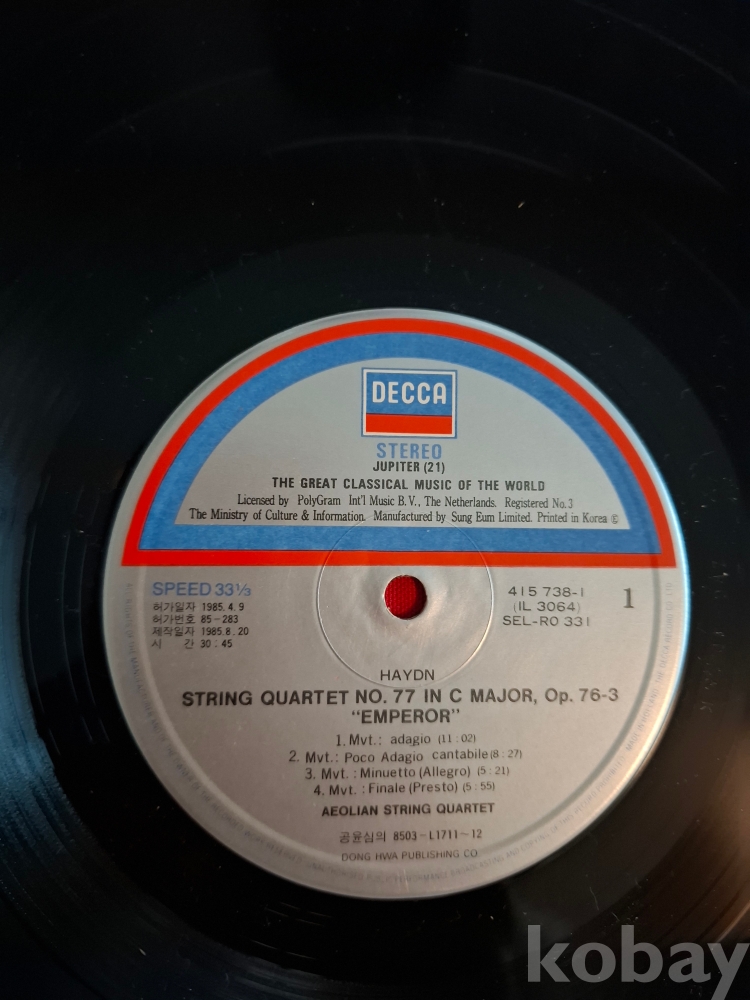 DECCA
STEREO
JUPITER (21)
THE GREAT CLASSICAL MUSIC OF THE WORLD
Licensed by PolyGram Int'l Music B.V., The Netherlands. Registered No.3
The Ministry of Culture & Information. Manufactured by Sung Eum Limited. Printed in Korea ©
SPEED 33⅓
허가일자 1985.4.9
허가번호 85-283
제작일자 1985.8.20
시 간 30:45
415 738-1
(IL 3064)
SEL-RO 331
1
HAYDN
STRING QUARTET NO. 77 IN C MAJOR, Op. 76-3
"EMPEROR"
1. Mvt.: adagio (11:02)
2. Mvt.: Poco Adagio cantabile (8:27)
3. Mvt.: Minuetto (Allegro) (5:21)
4. Mvt.: Finale (Presto) (5:55)
AEOLIAN STRING QUARTET
공윤심의 8503-L1711-12
DONG HWA PUBLISHING CO.
kobay